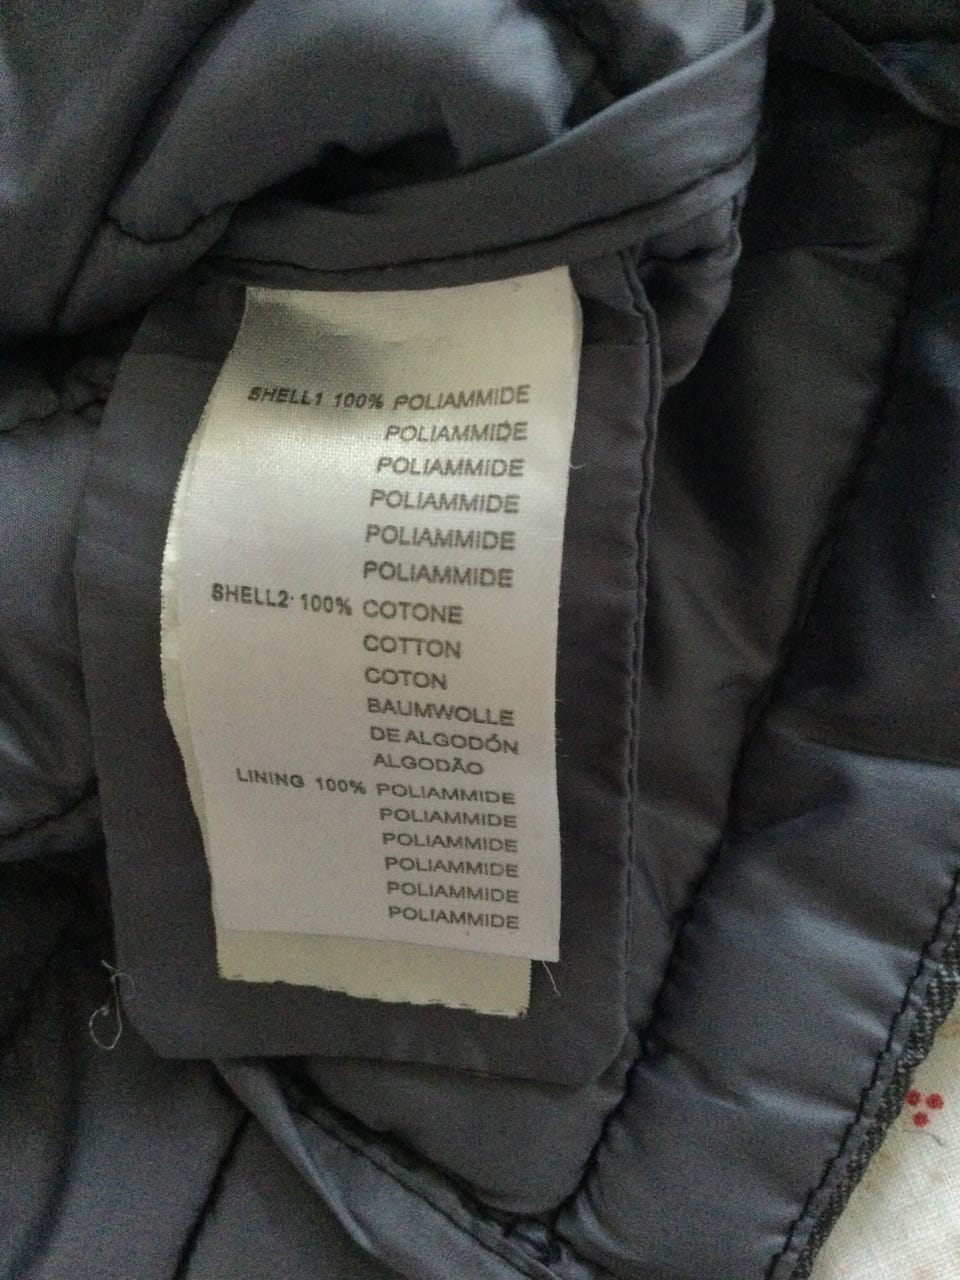 SHELL1 100% POLIAMMIDE
POLIAMMIDE
POLIAMMIDE
POLIAMMIDE
POLIAMMIDE
POLIAMMIDE
SHELL2 100% COTONE
COTTON
COTON
BAUMWOLLE
DE ALGODÓN
ALGODÃO
LINING 100% POLIAMMIDE
POLIAMMIDE
POLIAMMIDE
POLIAMMIDE
POLIAMMIDE
POLIAMMIDE